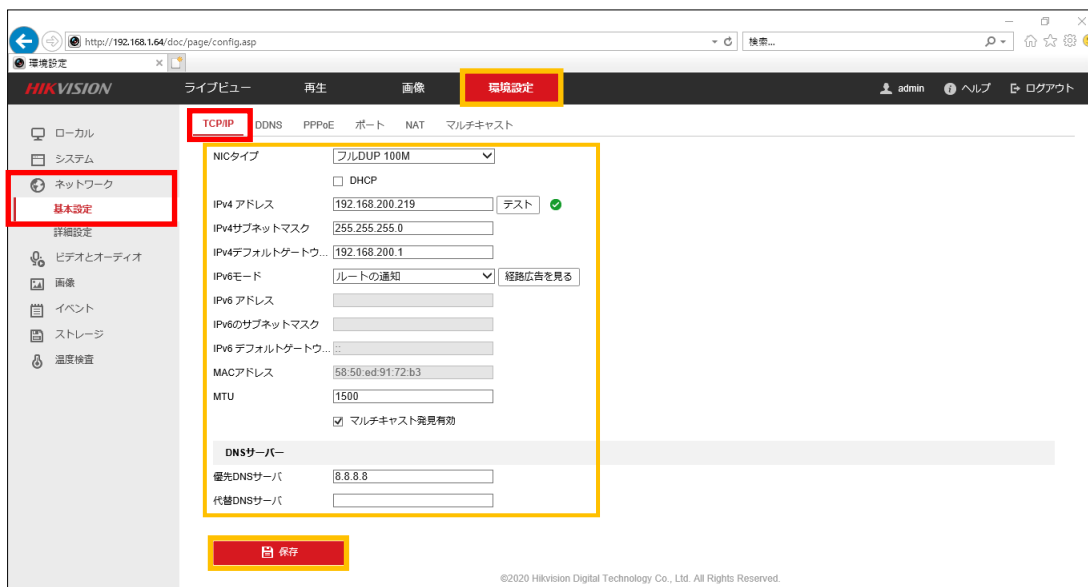 http://192.168.1.64/doc/page/config.asp
検索...
環境設定
HIKVISION
ライブビュー
再生
画像
環境設定
admin
ヘルプ
ログアウト
ローカル
システム
ネットワーク
基本設定
詳細設定
ビデオとオーディオ
画像
イベント
ストレージ
温度検査
TCP/IP DDNS PPPoE ポート NAT マルチキャスト
NICタイプ フルDUP 100M
DHCP
IPv4 アドレス 192.168.200.219 テスト
IPv4サブネットマスク 255.255.255.0
IPv4デフォルトゲートウ... 192.168.200.1
IPv6モード ルートの通知 経路広告を見る
IPv6 アドレス
IPv6のサブネットマスク
IPv6 デフォルトゲートウ... ::
MACアドレス 58:50:ed:91:72:b3
MTU 1500
マルチキャスト発見有効
DNSサーバー
優先DNSサーバ 8.8.8.8
代替DNSサーバ
保存
©2020 Hikvision Digital Technology Co., Ltd. All Rights Reserved.